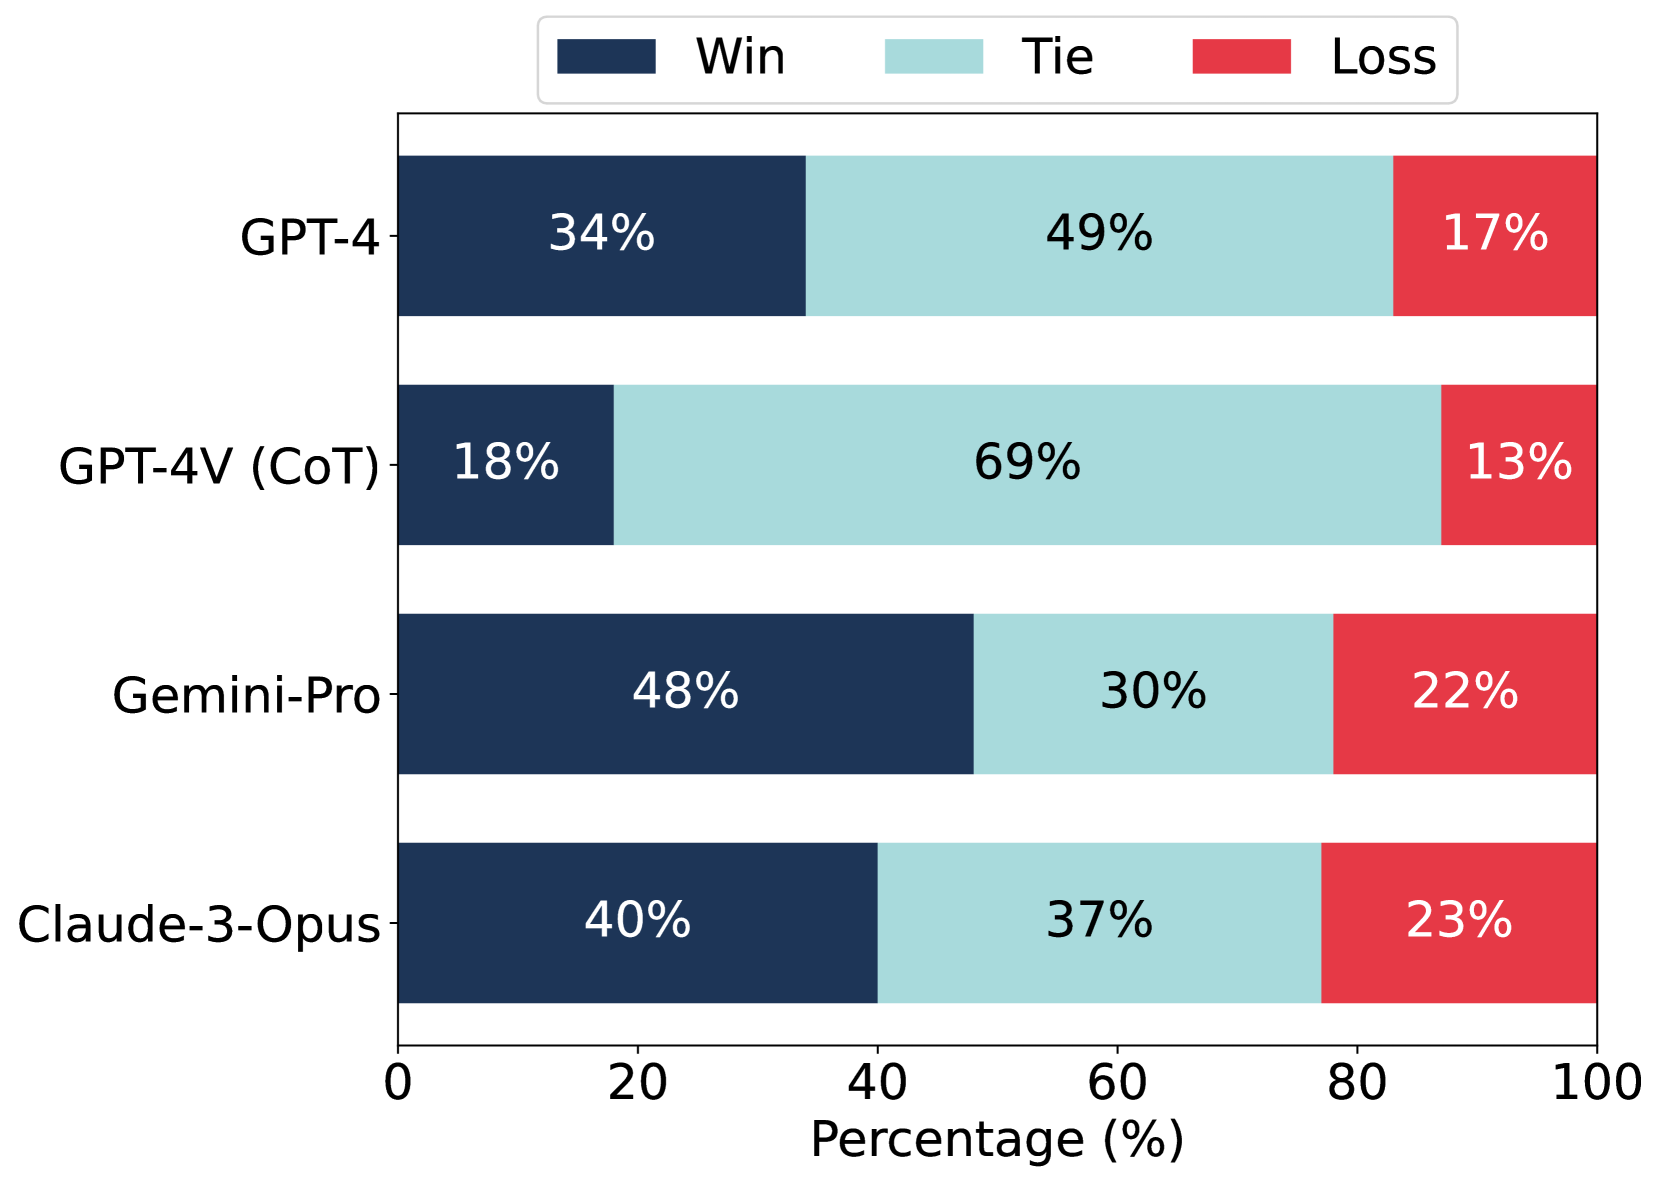 Win Tie Loss
GPT-4 34% 49% 17%
GPT-4V (CoT) 18% 69% 13%
Gemini-Pro 48% 30% 22%
Claude-3-Opus 40% 37% 23%
0 20 40 60 80 100
Percentage (%)